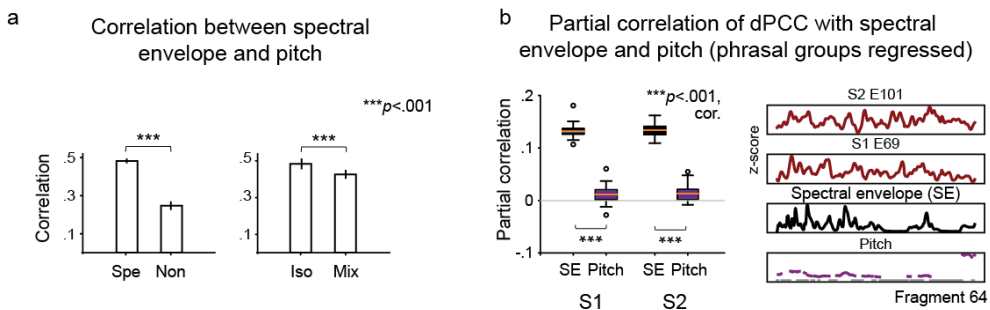 a
Correlation between spectral
envelope and pitch
***p<.001
***
***
Correlation
.5
.3
.1
.5
.3
.1
Spe Non
Iso Mix
b
Partial correlation of dPCC with spectral
envelope and pitch (phrasal groups regressed)
***p<.001,
cor.
Partial correlation
.2
.1
0
-.1
***
***
SE Pitch
SE Pitch
S1
S2
z-score
S2 E101
S1 E69
Spectral envelope (SE)
Pitch
Fragment 64